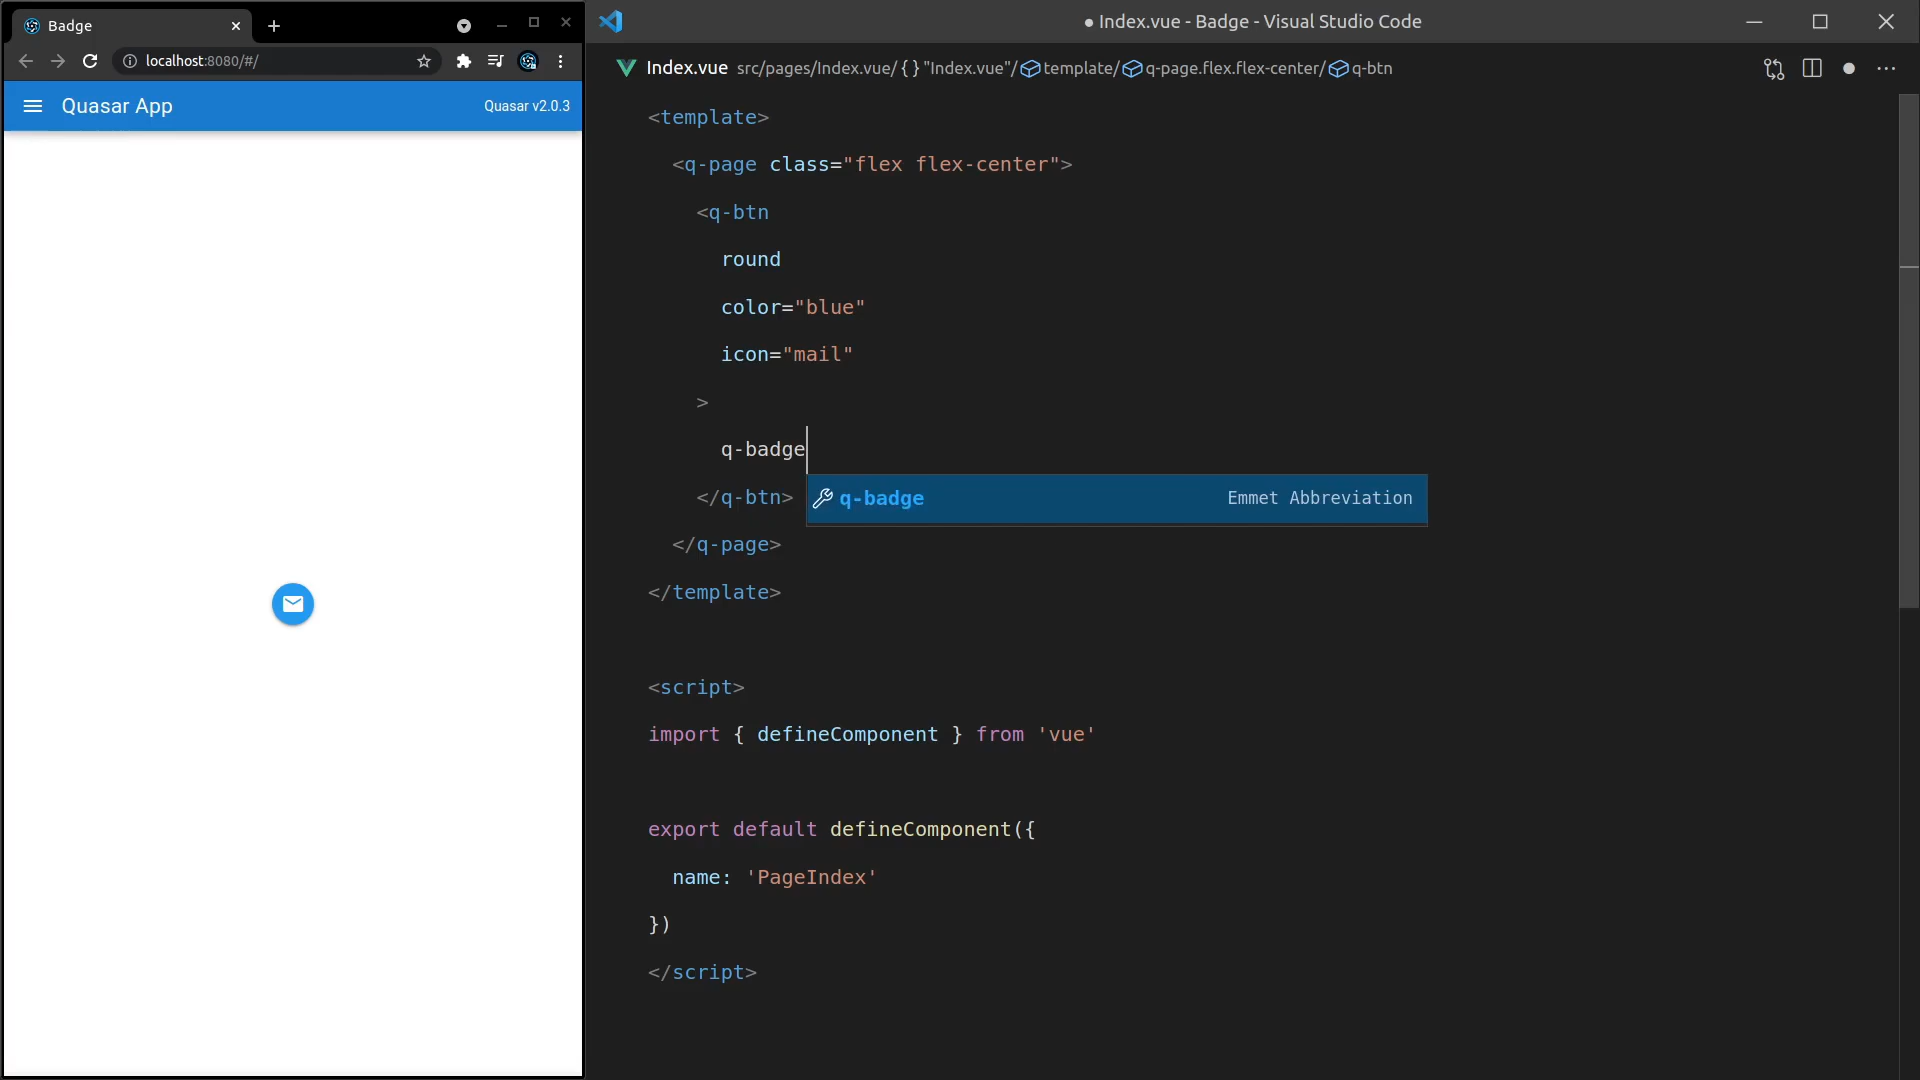 Badge
localhost:8080/#/
Quasar App
Quasar v2.0.3
● Index.vue - Badge - Visual Studio Code
Index.vue src/pages/Index.vue/ { } "Index.vue"/ template/ q-page.flex.flex-center/ q-btn
<template>
<q-page class="flex flex-center">
<q-btn
round
color="blue"
icon="mail"
>
q-badge
q-badge Emmet Abbreviation
</q-btn>
</q-page>
</template>
<script>
import { defineComponent } from 'vue'
export default defineComponent({
name: 'PageIndex'
})
</script>